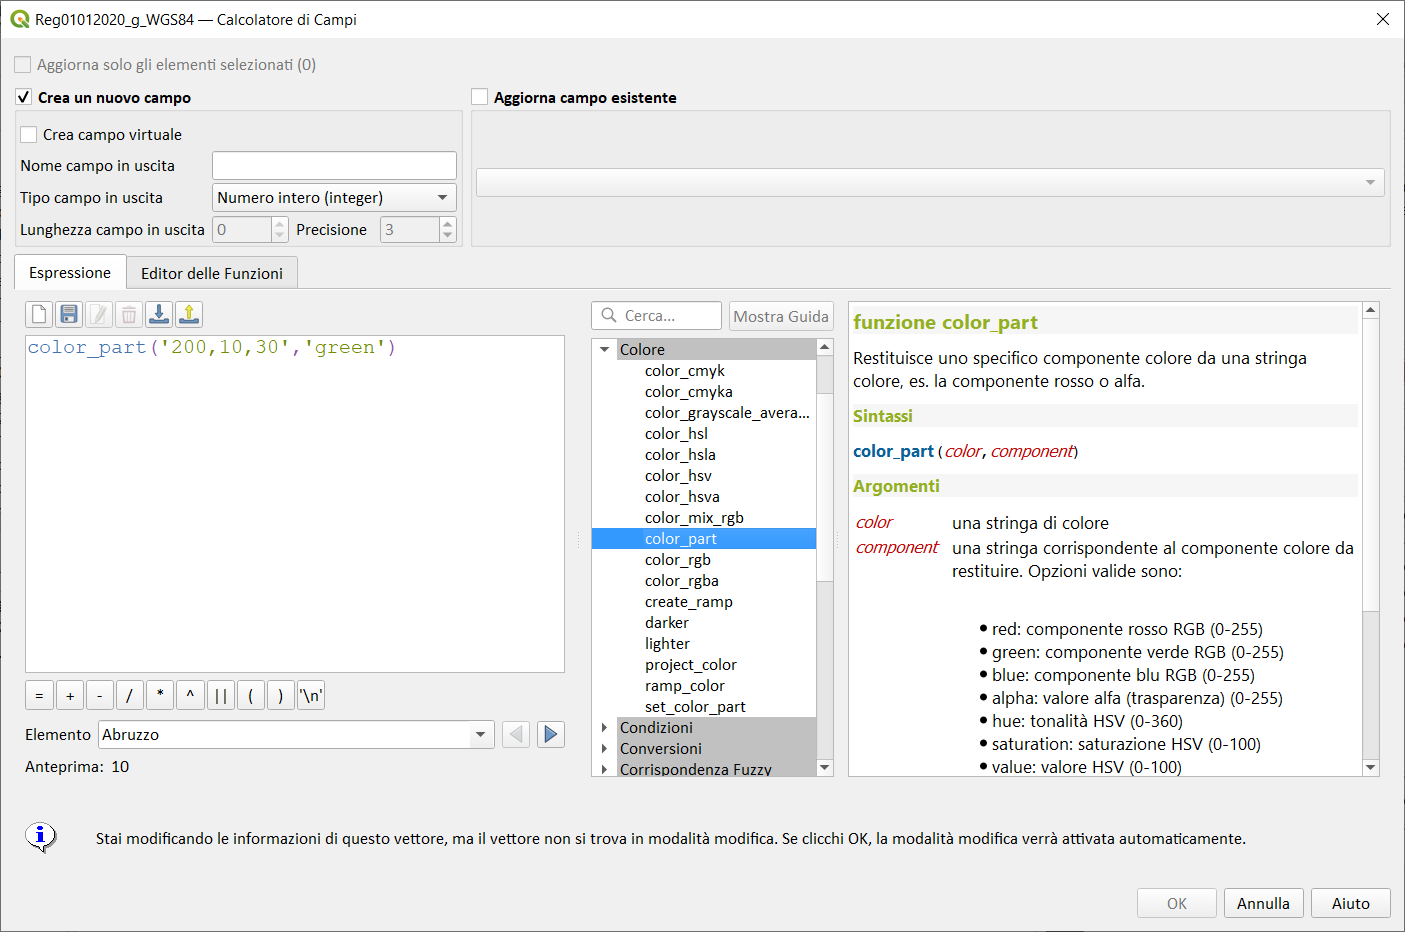 Reg01012020_g_WGS84 — Calcolatore di Campi
Aggiorna solo gli elementi selezionati (0)
Crea un nuovo campo
Aggiorna campo esistente
Crea campo virtuale
Nome campo in uscita
Tipo campo in uscita Numero intero (integer)
Lunghezza campo in uscita 0 Precisione 3
Espressione Editor delle Funzioni
color_part('200,10,30','green')
= + - / * ^ || ( ) '\n'
Elemento Abruzzo
Anteprima: 10
Cerca... Mostra Guida
Colore
color_cmyk
color_cmyka
color_grayscale_avera...
color_hsl
color_hsla
color_hsv
color_hsva
color_mix_rgb
color_part
color_rgb
color_rgba
create_ramp
darker
lighter
project_color
ramp_color
set_color_part
Condizioni
Conversioni
Corrispondenza Fuzzy
funzione color_part
Restituisce uno specifico componente colore da una stringa
colore, es. la componente rosso o alfa.
Sintassi
color_part(color, component)
Argomenti
color una stringa di colore
component una stringa corrispondente al componente colore da
restituire. Opzioni valide sono:
• red: componente rosso RGB (0-255)
• green: componente verde RGB (0-255)
• blue: componente blu RGB (0-255)
• alpha: valore alfa (trasparenza) (0-255)
• hue: tonalità HSV (0-360)
• saturation: saturazione HSV (0-100)
• value: valore HSV (0-100)
Stai modificando le informazioni di questo vettore, ma il vettore non si trova in modalità modifica. Se clicchi OK, la modalità modifica verrà attivata automaticamente.
OK Annulla Aiuto